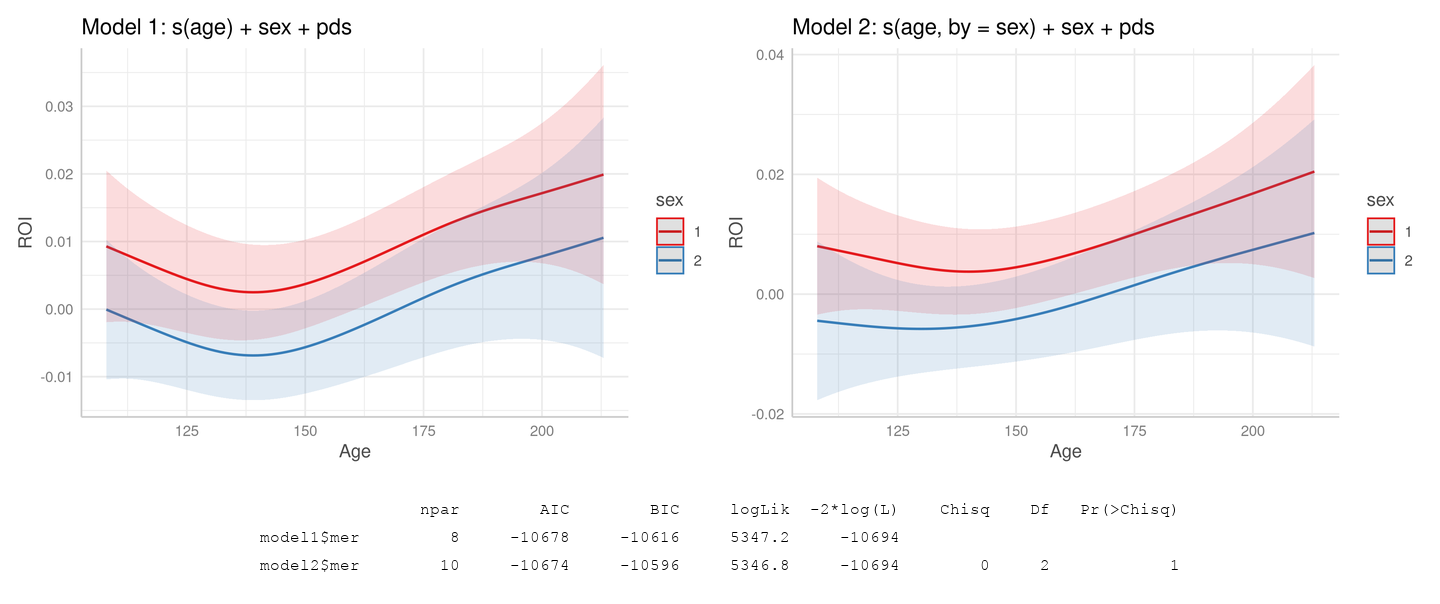 Model 1: s(age) + sex + pds
ROI
0.03
0.02
0.01
0.00
-0.01
125 150 175 200
Age
sex
1
2
Model 2: s(age, by = sex) + sex + pds
ROI
0.04
0.02
0.00
-0.02
125 150 175 200
Age
sex
1
2
npar AIC BIC logLik -2*log(L) Chisq Df Pr(>Chisq)
model1$mer 8 -10678 -10616 5347.2 -10694
model2$mer 10 -10674 -10596 5346.8 -10694 0 2 1